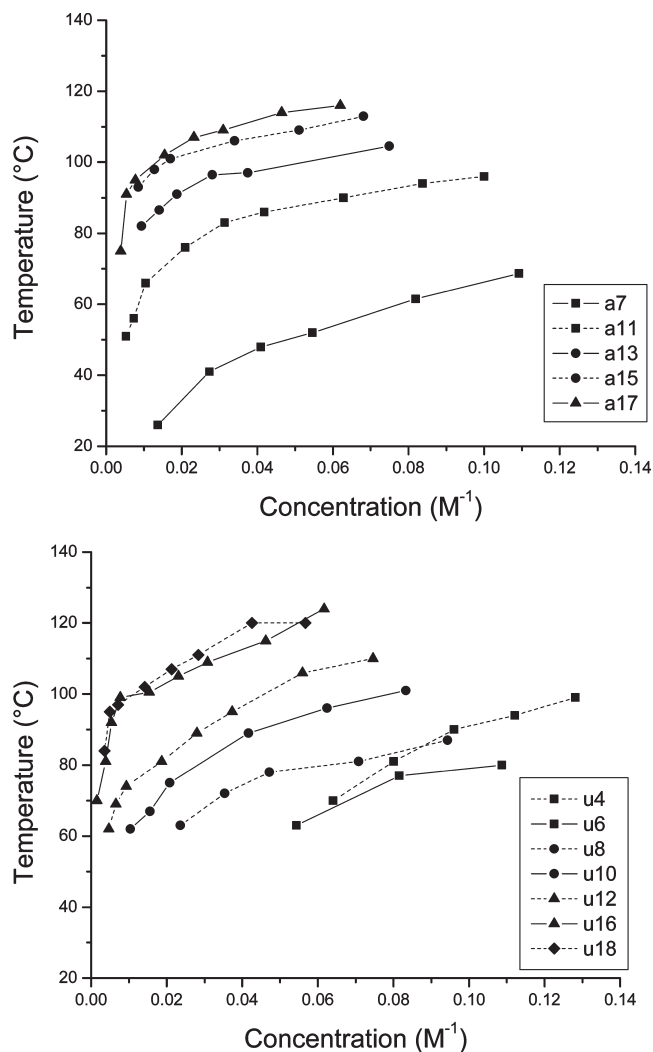 140
120
100
80
60
40
20
Temperature (°C)
0.00 0.02 0.04 0.06 0.08 0.10 0.12 0.14
Concentration (M⁻¹)
a7
a11
a13
a15
a17
140
120
100
80
60
40
20
Temperature (°C)
0.00 0.02 0.04 0.06 0.08 0.10 0.12 0.14
Concentration (M⁻¹)
u4
u6
u8
u10
u12
u16
u18